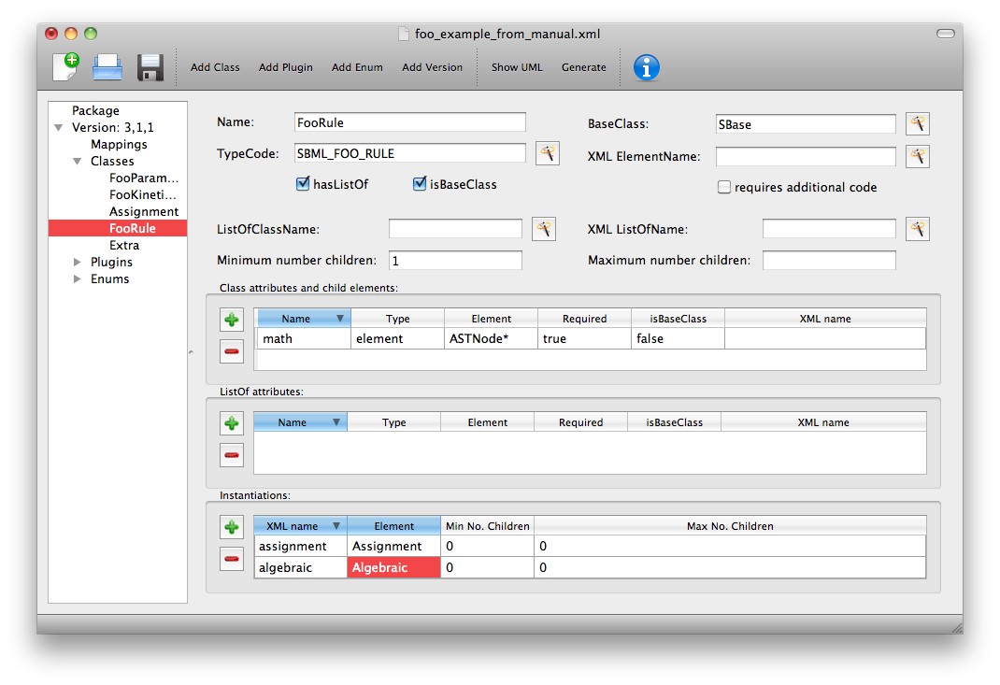 foo_example_from_manual.xml
Add Class Add Plugin Add Enum Add Version Show UML Generate
Package
Version: 3,1,1
Mappings
Classes
FooParam...
FooKineti...
Assignment
FooRule
Extra
Plugins
Enums
Name: FooRule BaseClass: SBase
TypeCode: SBML_FOO_RULE XML ElementName:
hasListOf isBaseClass requires additional code
ListOfClassName: XML ListOfName:
Minimum number children: 1 Maximum number children:
Class attributes and child elements:
Name Type Element Required isBaseClass XML name
math element ASTNode* true false
ListOf attributes:
Name Type Element Required isBaseClass XML name
Instantiations:
XML name Element Min No. Children Max No. Children
assignment Assignment 0 0
algebraic Algebraic 0 0